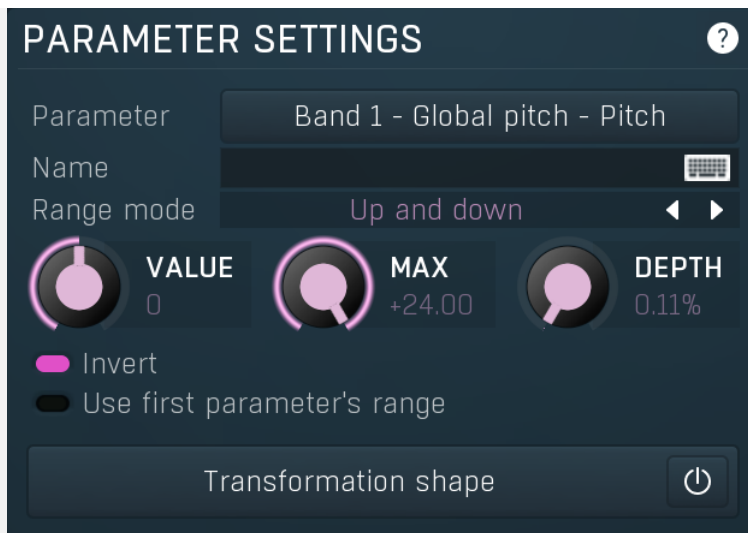 PARAMETER SETTINGS ?
Parameter Band 1 - Global pitch - Pitch
Name
Range mode Up and down
VALUE MAX DEPTH
0 +24.00 0.11%
Invert
Use first parameter's range
Transformation shape